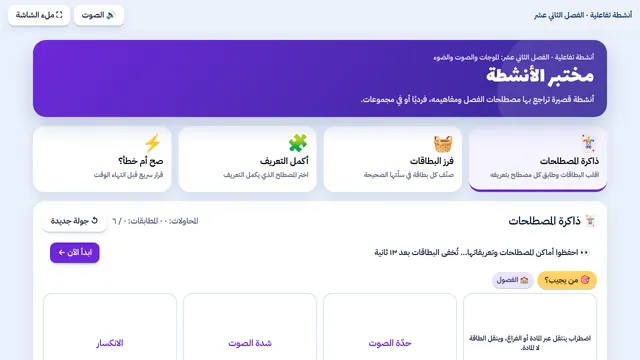 أنشطة تفاعلية - الفصل الثاني عشر
🔊 الصوت
⛶ ملء الشاشة
أنشطة تفاعلية - الفصل الثاني عشر: الموجات والصوت والضوء
مختبر الأنشطة
أنشطة قصيرة تراجع بها مصطلحات الفصل ومفاهيمه، فرديًا أو في مجموعات.
ذاكرة المصطلحات
اقلب البطاقات وطابق كل مصطلح بتعريفه
فرز البطاقات
صنّف كل بطاقة في سلّتها الصحيحة
أكمل التعريف
اختر المصطلح الذي يكمل التعريف
صح أم خطأ؟
قرار سريع قبل انتهاء الوقت
🃏 ذاكرة المصطلحات
المحاولات: ٠ · المطابقات: ٠ / ٦
↺ جولة جديدة
👀 احفظوا أماكن المصطلحات وتعريفاتها... تُخفى البطاقات بعد ١٣ ثانية
ابدأ الآن ←
🎯 من يجيب؟
🏫 الفصول
اضطراب ينتقل عبر المادة أو الفراغ، وينقل الطاقة لا المادة.
حدّة الصوت
شدة الصوت
الانكسار